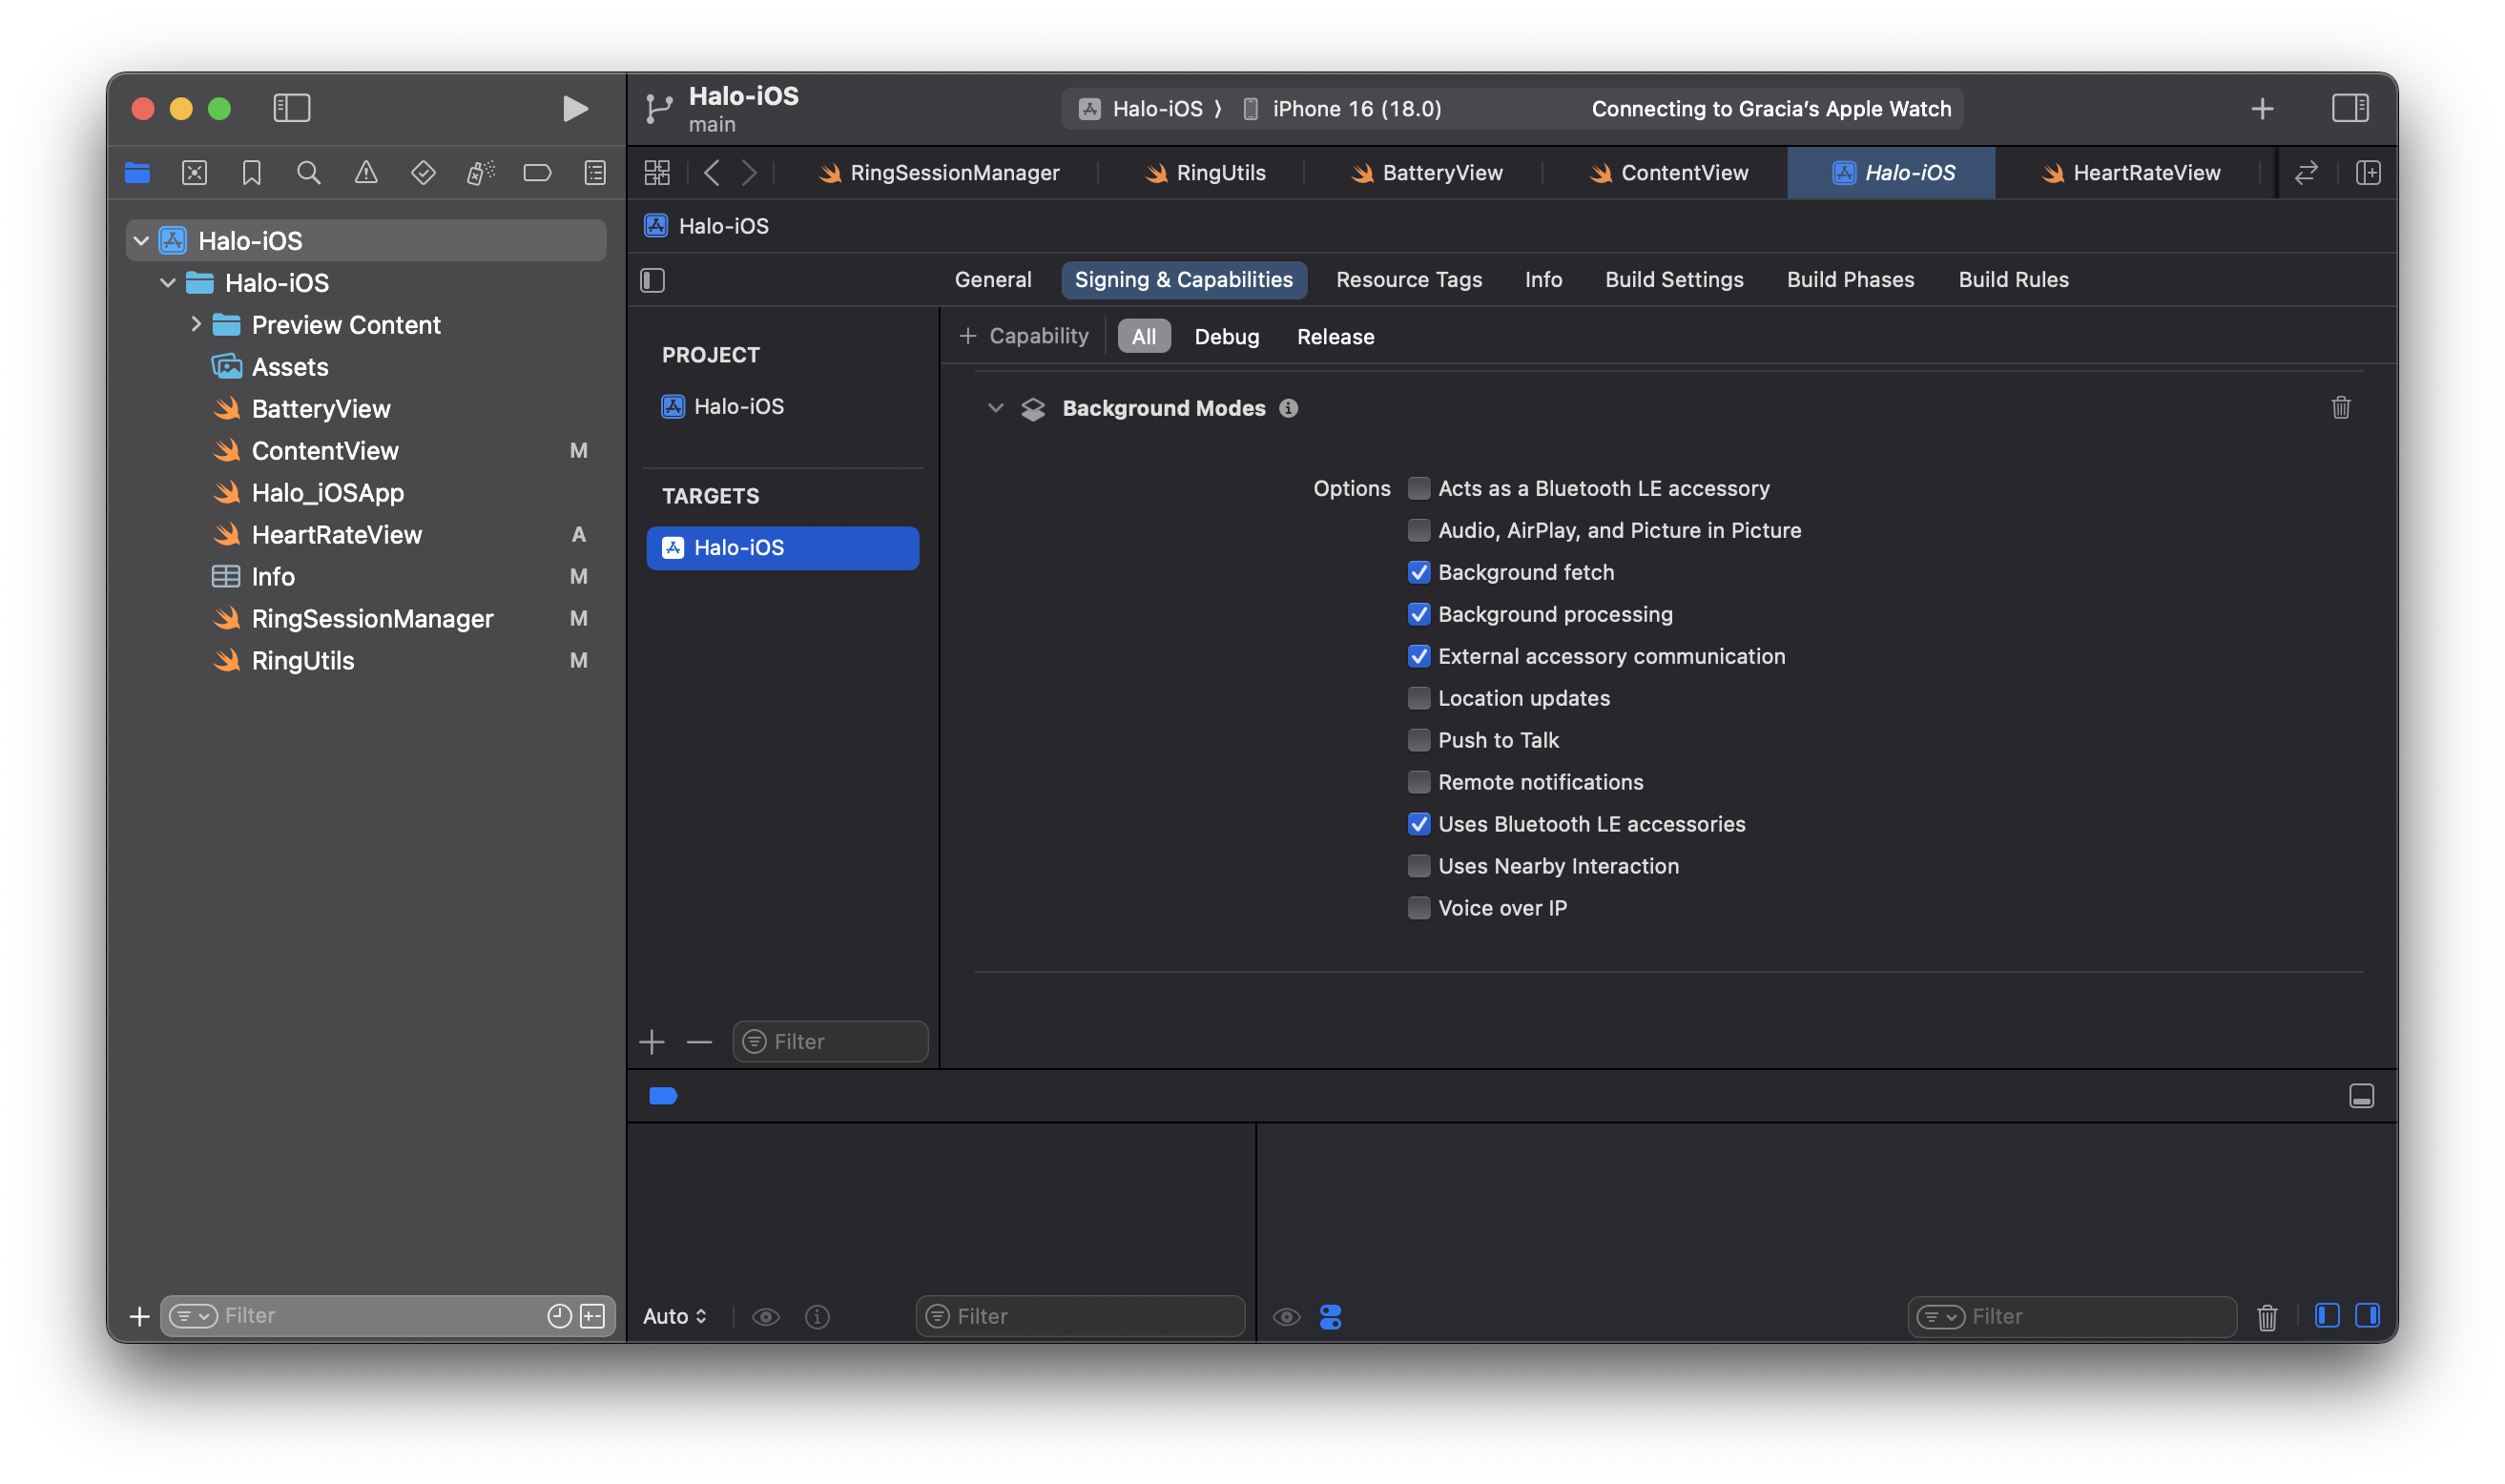 Halo-iOS
main
Halo-iOS
iPhone 16 (18.0)
Connecting to Gracia’s Apple Watch
RingSessionManager
RingUtils
BatteryView
ContentView
Halo-iOS
HeartRateView
Halo-iOS
Halo-iOS
Preview Content
Assets
BatteryView
ContentView M
Halo_iOSApp
HeartRateView A
Info M
RingSessionManager M
RingUtils M
Filter
Halo-iOS
General
Signing & Capabilities
Resource Tags
Info
Build Settings
Build Phases
Build Rules
PROJECT
Halo-iOS
TARGETS
Halo-iOS
Filter
Capability
All
Debug
Release
Background Modes
Options
Acts as a Bluetooth LE accessory
Audio, AirPlay, and Picture in Picture
Background fetch
Background processing
External accessory communication
Location updates
Push to Talk
Remote notifications
Uses Bluetooth LE accessories
Uses Nearby Interaction
Voice over IP
Auto
Filter
Filter